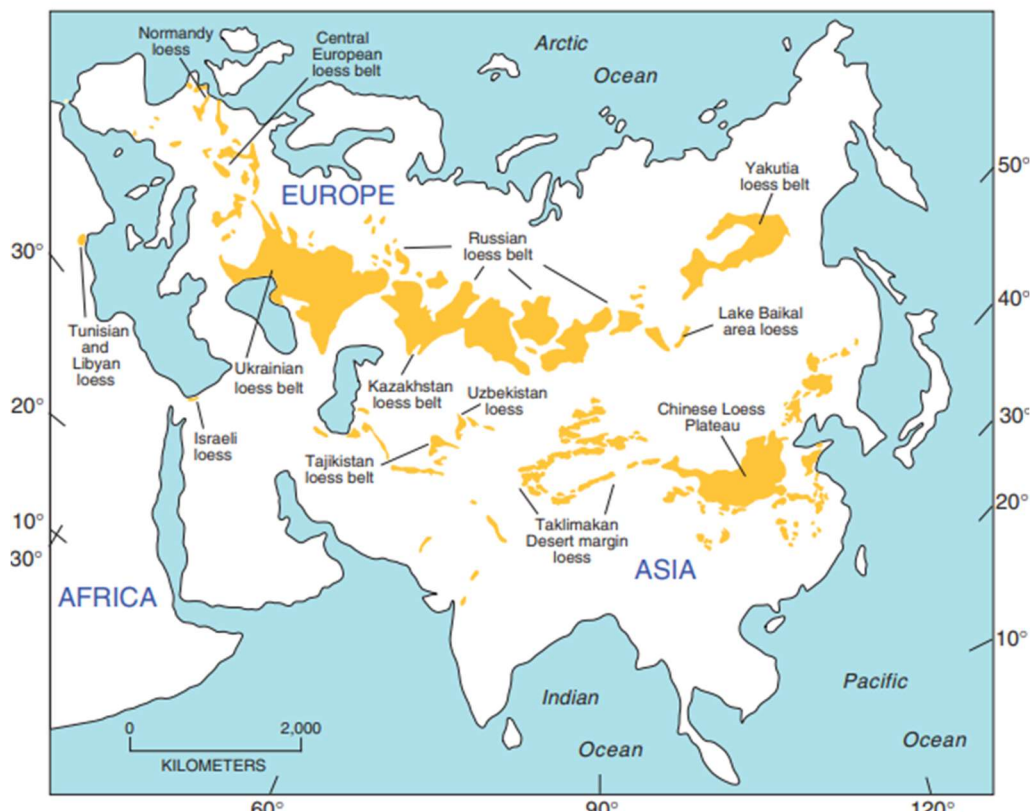 Normandy
loess
Central
European
loess belt
Arctic
Ocean
50°
Yakutia
loess belt
EUROPE
Russian
loess belt
30°
40°
Tunisian
and
Libyan
loess
Ukrainian
loess belt
Kazakhstan
loess belt
Lake Baikal
area loess
Uzbekistan
loess
20°
30°
Israeli
loess
Tajikistan
loess belt
Chinese Loess
Plateau
20°
10°
30°
Taklimakan
Desert margin
loess
ASIA
AFRICA
10°
Indian
Ocean
Pacific
Ocean
0 2,000
KILOMETERS
60° 90° 120°